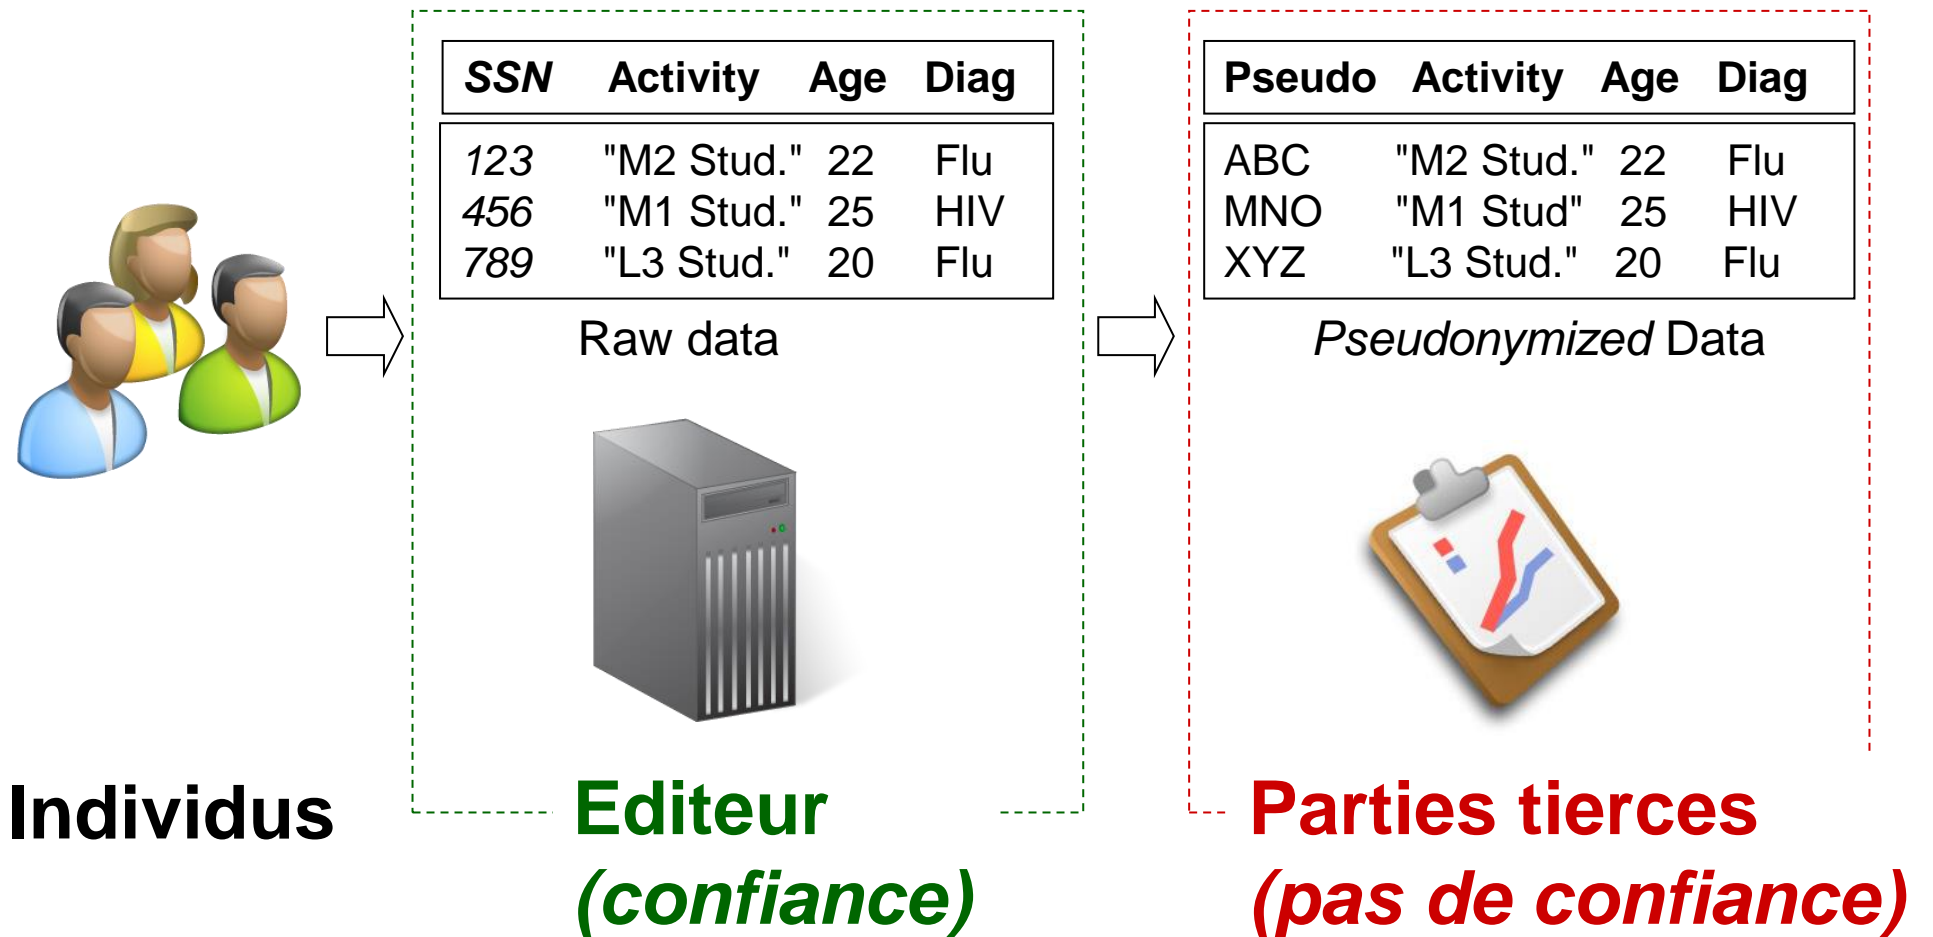 SSN Activity Age Diag
123 "M2 Stud." 22 Flu
456 "M1 Stud." 25 HIV
789 "L3 Stud." 20 Flu
Raw data
Pseudo Activity Age Diag
ABC "M2 Stud." 22 Flu
MNO "M1 Stud" 25 HIV
XYZ "L3 Stud." 20 Flu
Pseudonymized Data
Individus
Editeur
(confiance)
Parties tierces
(pas de confiance)